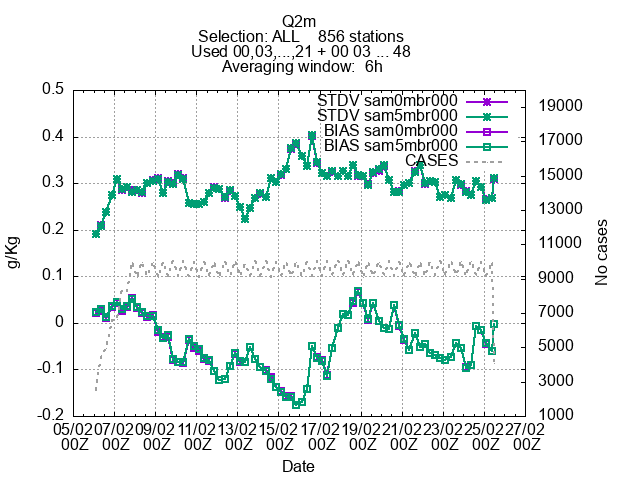 Q2m
Selection: ALL    856 stations
Used 00,03,...,21 + 00 03 ... 48
Averaging window:  6h
STDV sam0mbr000
STDV sam5mbr000
BIAS sam0mbr000
BIAS sam5mbr000
CASES
g/Kg
0.5
0.4
0.3
0.2
0.1
0
-0.1
-0.2
No cases
19000
17000
15000
13000
11000
9000
7000
5000
3000
1000
05/02 07/02 09/02 11/02 13/02 15/02 17/02 19/02 21/02 23/02 25/02 27/02
00Z 00Z 00Z 00Z 00Z 00Z 00Z 00Z 00Z 00Z 00Z 00Z
Date